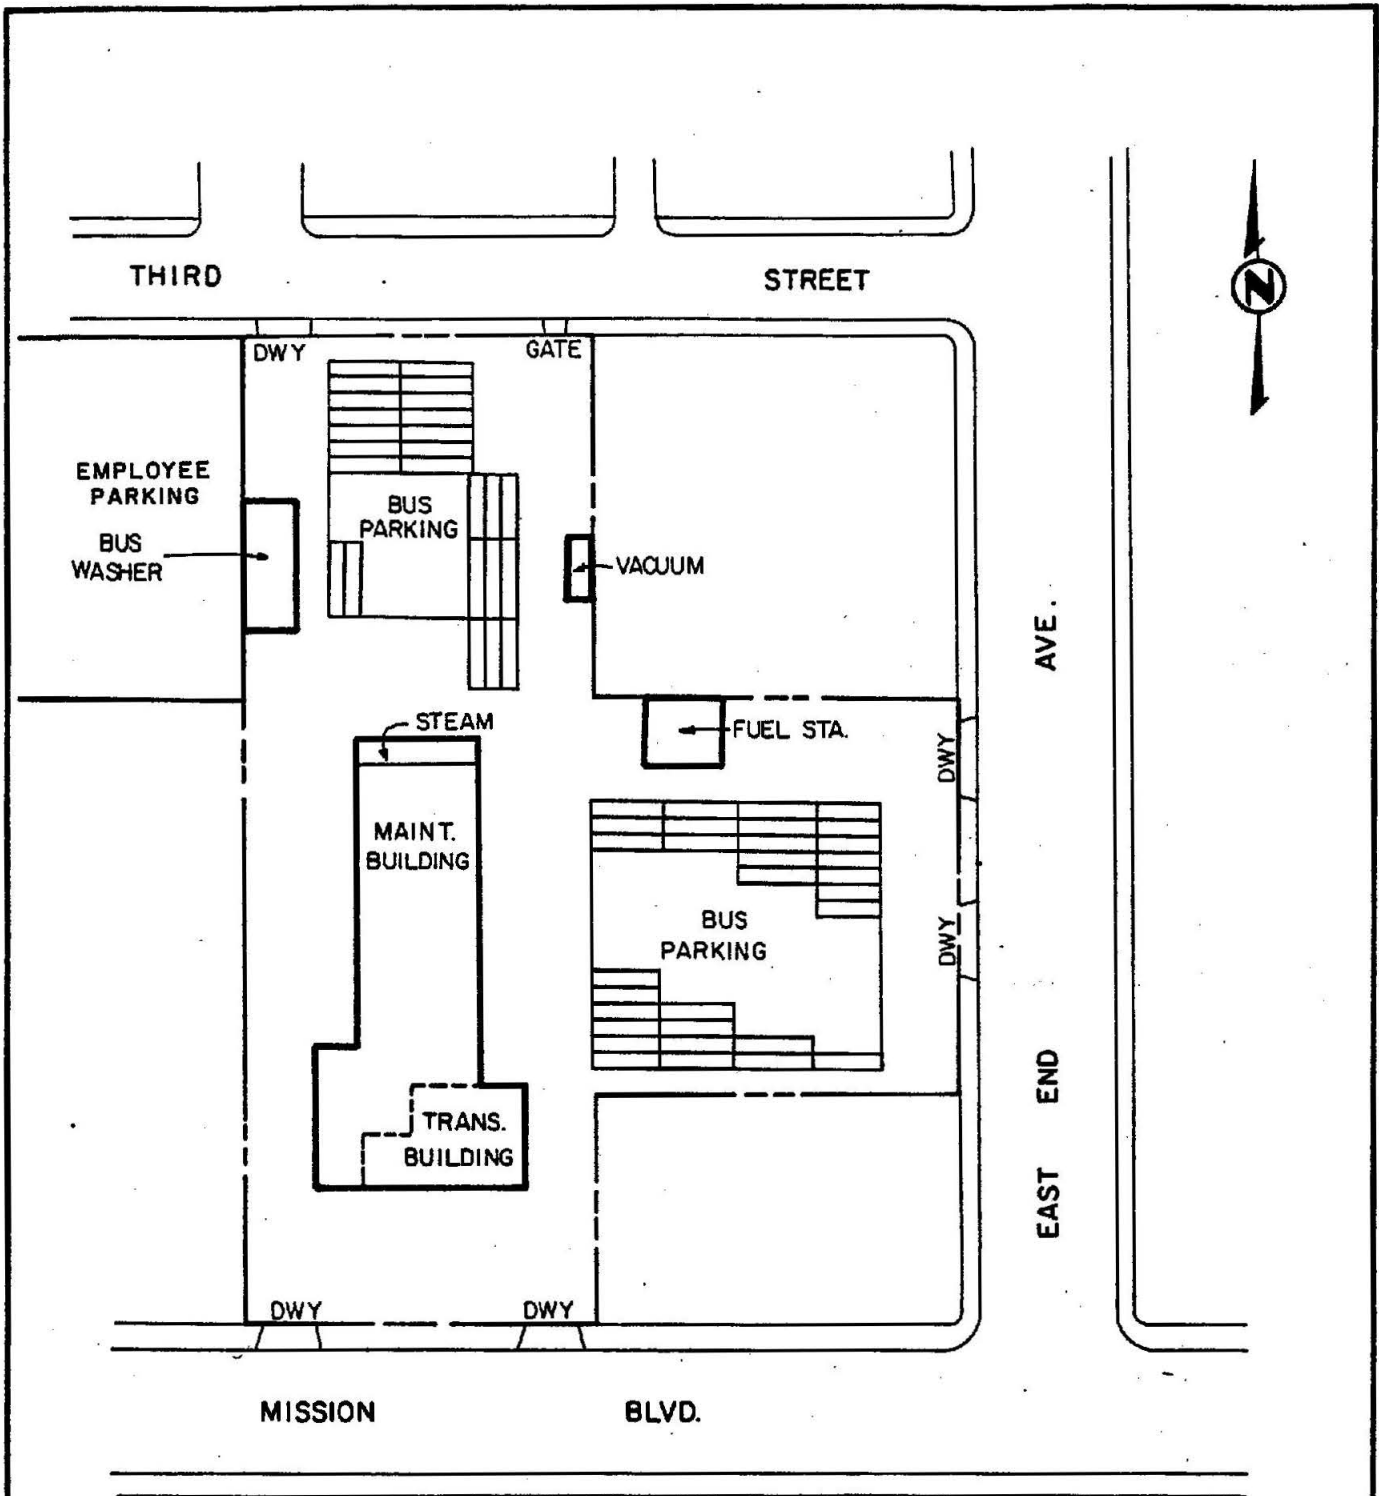 THIRD STREET
N
DWY
GATE
EMPLOYEE
PARKING
BUS
PARKING
BUS
WASHER
VACUUM
STEAM
FUEL STA.
DWY
MAINT.
BUILDING
BUS
PARKING
DWY
TRANS.
BUILDING
EAST END AVE.
DWY
DWY
MISSION BLVD.